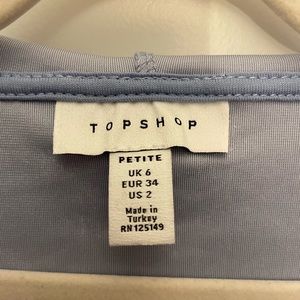 TOPSHOP
PETITE
UK 6
EUR 34
US 2
Made in
Turkey
RN 125149